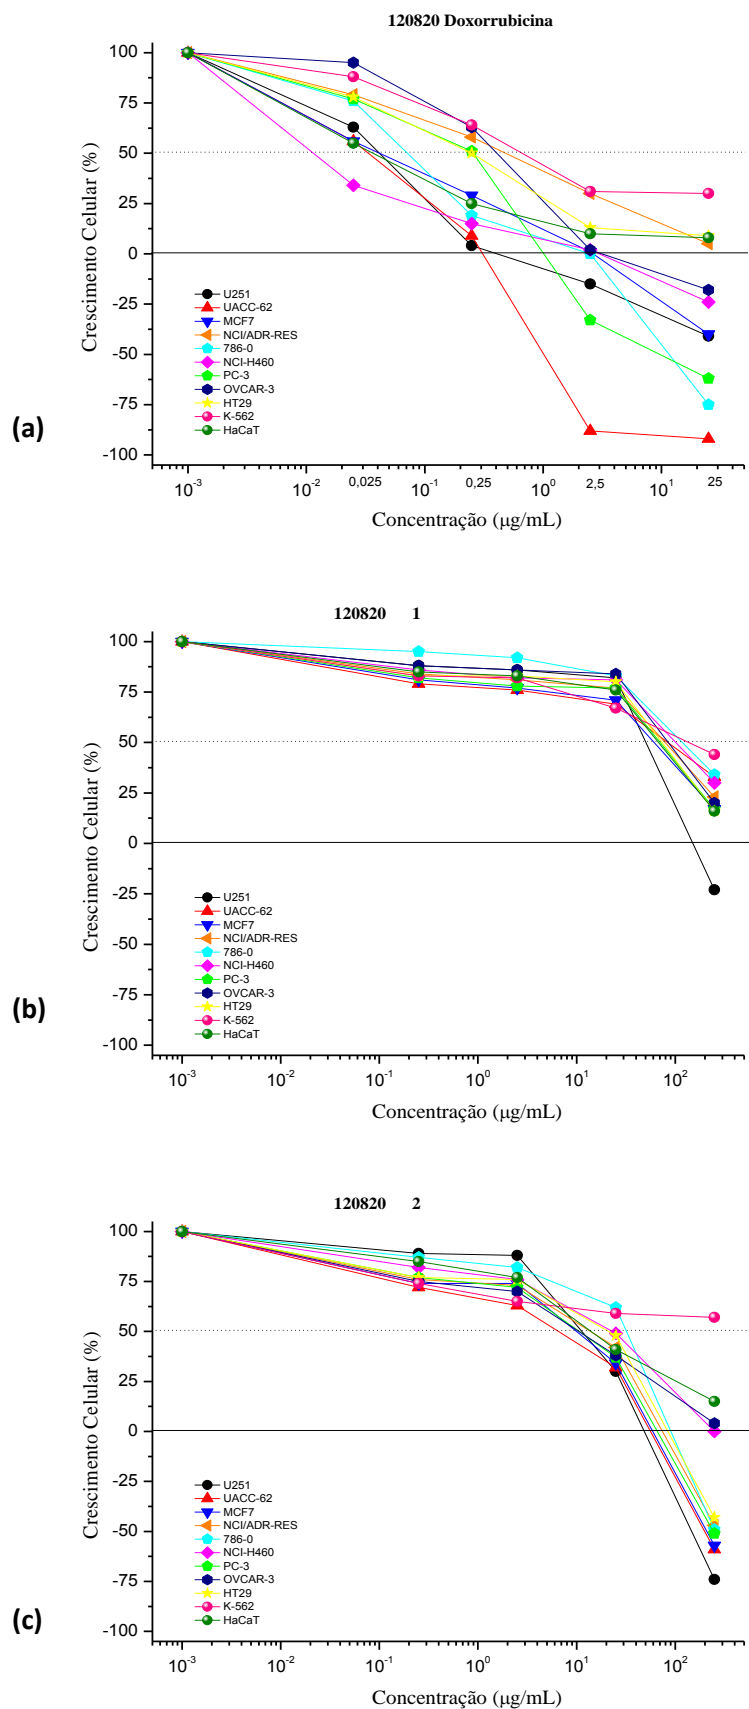 120820 Doxorrubicina
100
75
50
25
0
-25
-50
-75
-100
Crescimento Celular (%)
U251
UACC-62
MCF7
NCI/ADR-RES
786-0
NCI-H460
PC-3
OVCAR-3
HT29
K-562
HaCaT
(a)
10⁻³ 10⁻² 0,025 10⁻¹ 0,25 10⁰ 2,5 10¹ 25
Concentração (μg/mL)
120820 1
100
75
50
25
0
-25
-50
-75
-100
Crescimento Celular (%)
U251
UACC-62
MCF7
NCI/ADR-RES
786-0
NCI-H460
PC-3
OVCAR-3
HT29
K-562
HaCaT
(b)
10⁻³ 10⁻² 10⁻¹ 10⁰ 10¹ 10²
Concentração (μg/mL)
120820 2
100
75
50
25
0
-25
-50
-75
-100
Crescimento Celular (%)
U251
UACC-62
MCF7
NCI/ADR-RES
786-0
NCI-H460
PC-3
OVCAR-3
HT29
K-562
HaCaT
(c)
10⁻³ 10⁻² 10⁻¹ 10⁰ 10¹ 10²
Concentração (μg/mL)